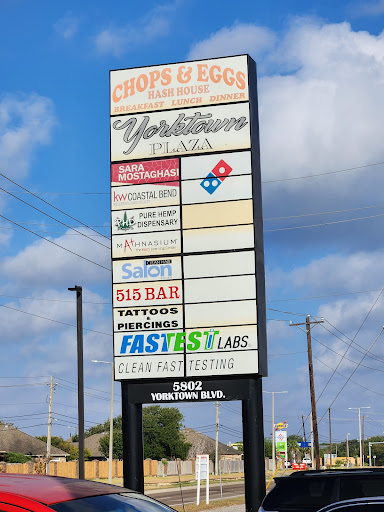 CHOPS & EGGS
HASH HOUSE
BREAKFAST LUNCH DINNER
Yorktown
PLAZA
SARA
MOSTAGHASI
kw COASTAL BEND
PURE HEMP
DISPENSARY
MATHNASIUM
Salon
515 BAR
TATTOOS &
PIERCINGS
FASTEST LABS
CLEAN FAST TESTING
5802
YORKTOWN BLVD.